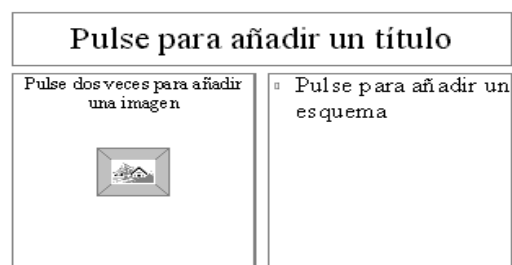 Pulse para añadir un título
Pulse dos veces para añadir
una imagen
Pulse para añadir un
esquema